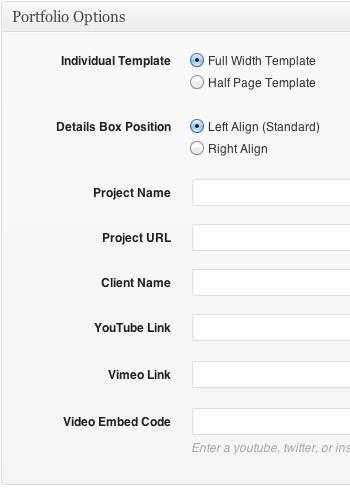 Portfolio Options
Individual Template
Full Width Template
Half Page Template
Details Box Position
Left Align (Standard)
Right Align
Project Name
Project URL
Client Name
YouTube Link
Vimeo Link
Video Embed Code
Enter a youtube, twitter, or ins